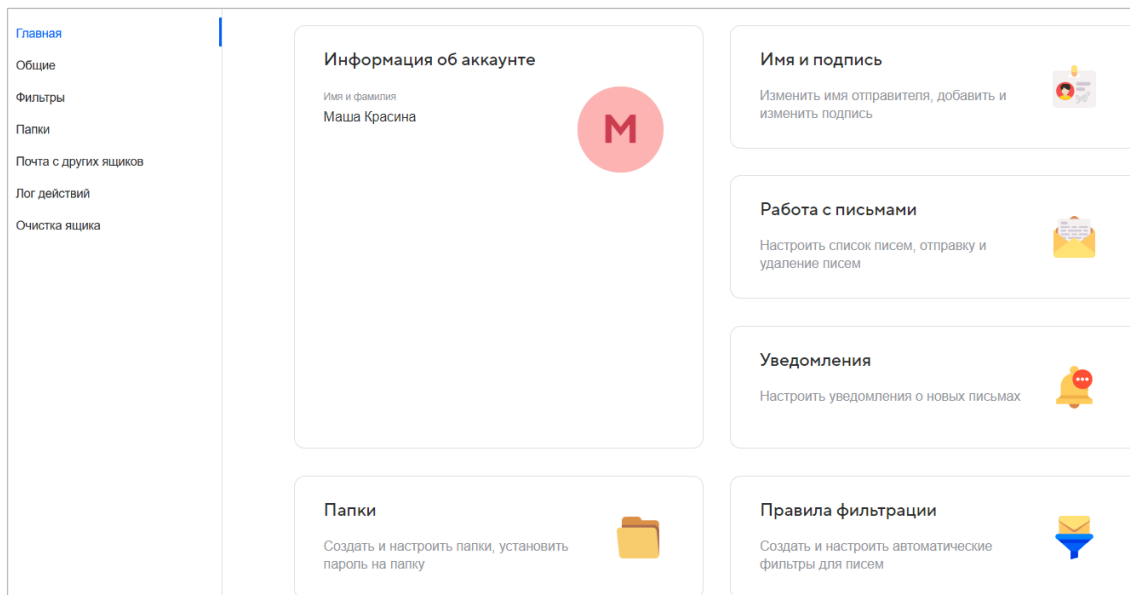 Главная
Общие
Фильтры
Папки
Почта с других ящиков
Лог действий
Очистка ящика
Информация об аккаунте
Имя и фамилия
Маша Красина
М
Имя и подпись
Изменить имя отправителя, добавить и
изменить подпись
Работа с письмами
Настроить список писем, отправку и
удаление писем
Уведомления
Настроить уведомления о новых письмах
Папки
Создать и настроить папки, установить
пароль на папку
Правила фильтрации
Создать и настроить автоматические
фильтры для писем